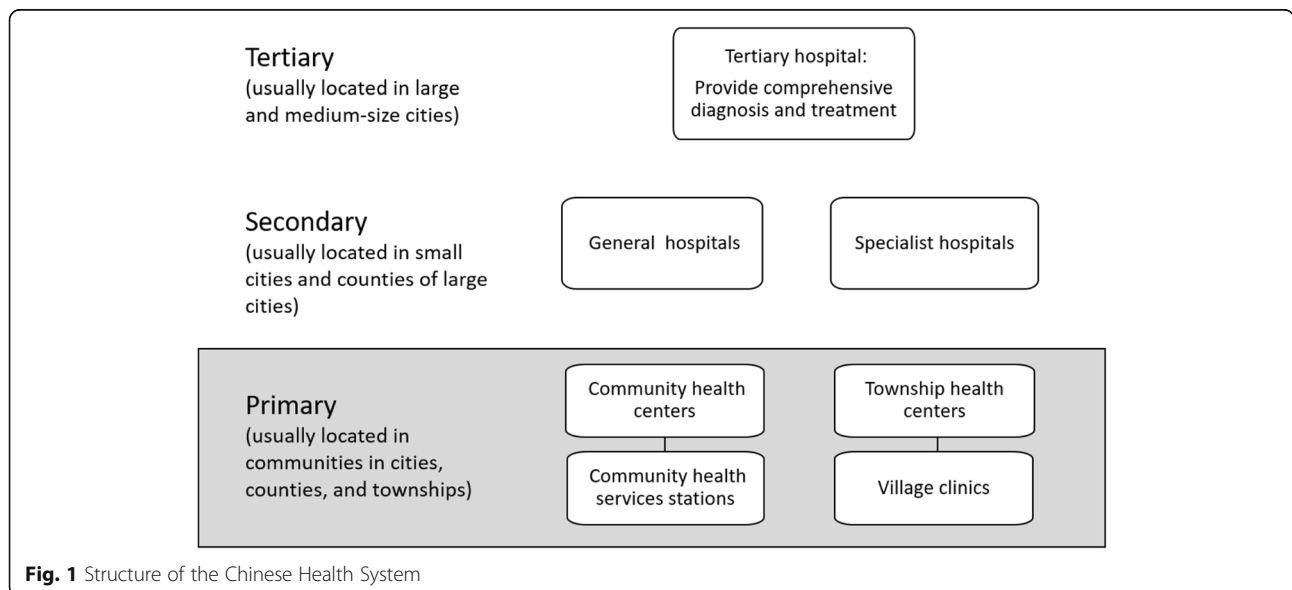 Tertiary
(usually located in large
and medium-size cities)
Tertiary hospital:
Provide comprehensive
diagnosis and treatment
Secondary
(usually located in small
cities and counties of large
cities)
General hospitals
Specialist hospitals
Primary
(usually located in
communities in cities,
counties, and townships)
Community health
centers
Township health
centers
Community health
services stations
Village clinics
Fig. 1 Structure of the Chinese Health System